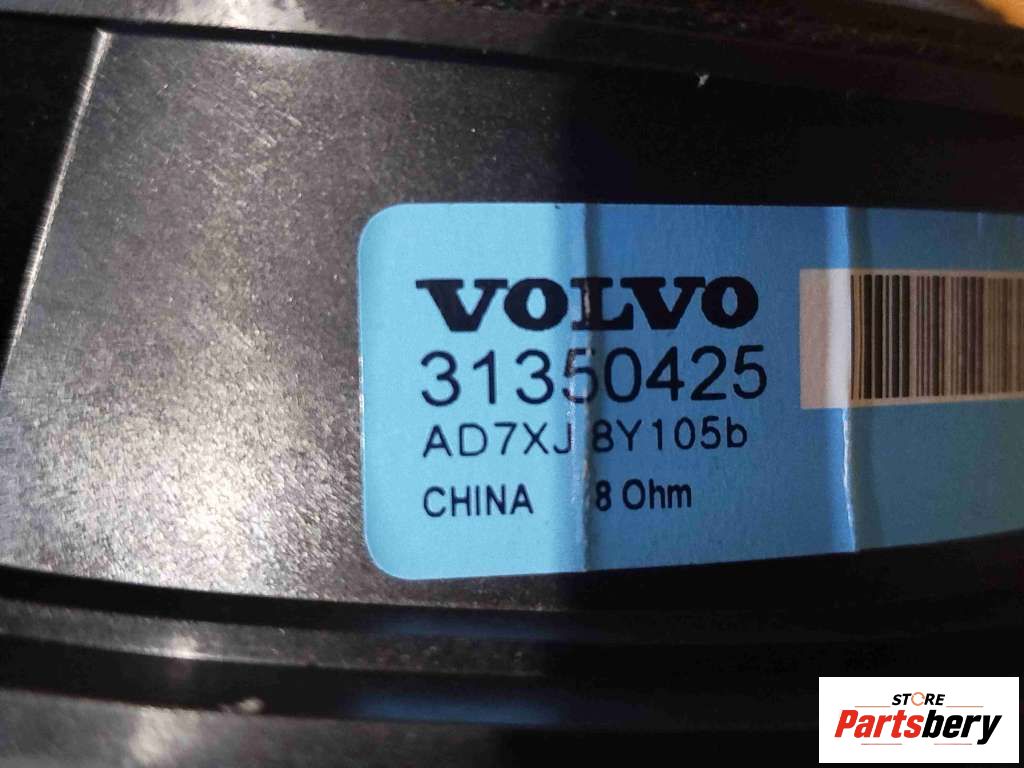 VOLVO
31350425
AD7XJ 8Y105b
CHINA 8 Ohm
STORE
Partsbery